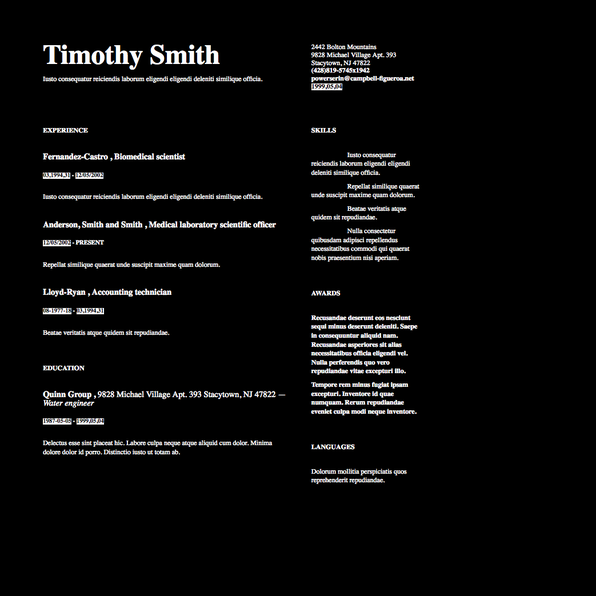 Timothy Smith
Iusto consequatur reiciendis laborum eligendi eligendi deleniti similique officia.
2442 Bolton Mountains
9828 Michael Village Apt. 393
Stacytown, NJ 47822
(428)819-5745x1942
powerserin@campbell-figueroa.net
1999.05.04
EXPERIENCE
Fernandez-Castro , Biomedical scientist
03.1994.31 - 12/05/2002
Iusto consequatur reiciendis laborum eligendi eligendi deleniti similique officia.
Anderson, Smith and Smith , Medical laboratory scientific officer
12/05/2002 - PRESENT
Repellat similique quaerat unde suscipit maxime quam dolorum.
Lloyd-Ryan , Accounting technician
08-1977-18 - 03.1994.31
Beatae veritatis atque quidem sit repudiandae.
EDUCATION
Quinn Group , 9828 Michael Village Apt. 393 Stacytown, NJ 47822 —
Water engineer
1987-05-05 - 1999.05.04
Delectus esse sint placeat hic. Labore culpa neque atque aliquid cum dolor. Minima
dolore dolor id porro. Distinctio iusto ut totam ab.
SKILLS
Iusto consequatur
reiciendis laborum eligendi eligendi
deleniti similique officia.
Repellat similique quaerat
unde suscipit maxime quam dolorum.
Beatae veritatis atque
quidem sit repudiandae.
Nulla consectetur
quibusdam adipisci repellendus
necessitatibus commodi qui quaerat
nobis praesentium nisi aperiam.
AWARDS
Recusandae deserunt eos nesciunt
sequi minus deserunt deleniti. Saepe
in consequuntur aliquid nam.
Recusandae asperiores sit alias
necessitatibus officia eligendi vel.
Nulla perferendis quo vero
repudiandae vitae excepturi illo.
Tempore rem minus fugiat ipsam
excepturi. Inventore id quae
numquam. Rerum repudiandae
eveniet culpa modi neque inventore.
LANGUAGES
Dolorum mollitia perspiciatis quos
reprehenderit repudiandae.